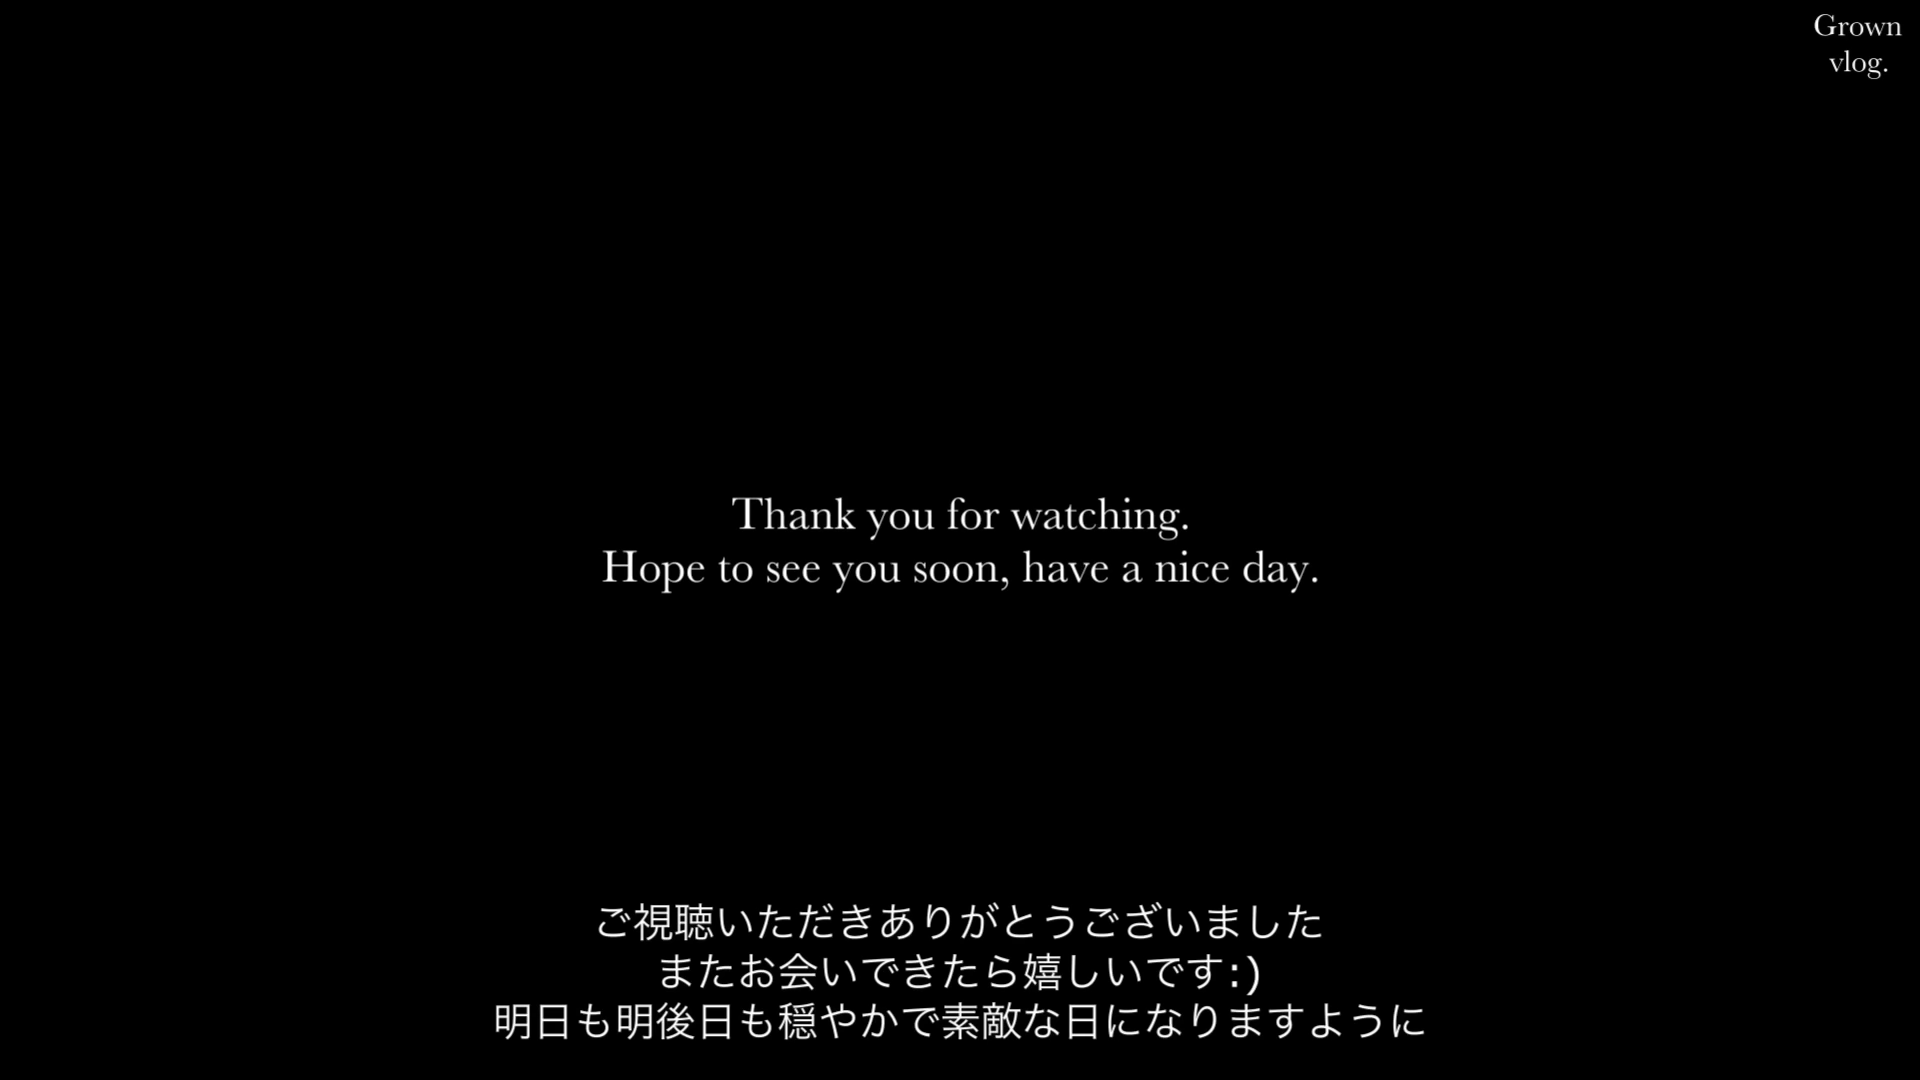 Grown
vlog.
Thank you for watching.
Hope to see you soon, have a nice day.
ご視聴いただきありがとうございました
またお会いできたら嬉しいです:)
明日も明後日も穏やかで素敵な日になりますように